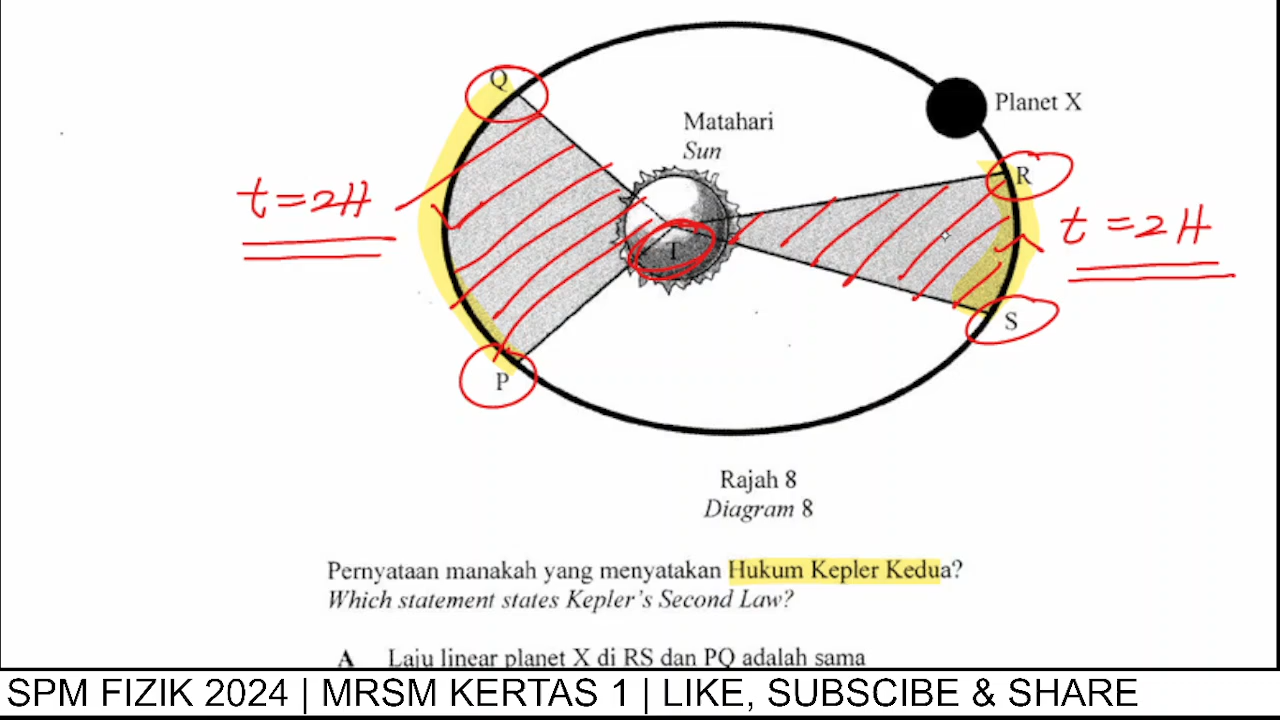 Q
Planet X
Matahari
Sun
R
t = 2H
t = 2H
T
S
P
Rajah 8
Diagram 8
Pernyataan manakah yang menyatakan Hukum Kepler Kedua?
Which statement states Kepler's Second Law?
A Laju linear planet X di RS dan PQ adalah sama
SPM FIZIK 2024 | MRSM KERTAS 1 | LIKE, SUBSCIBE & SHARE